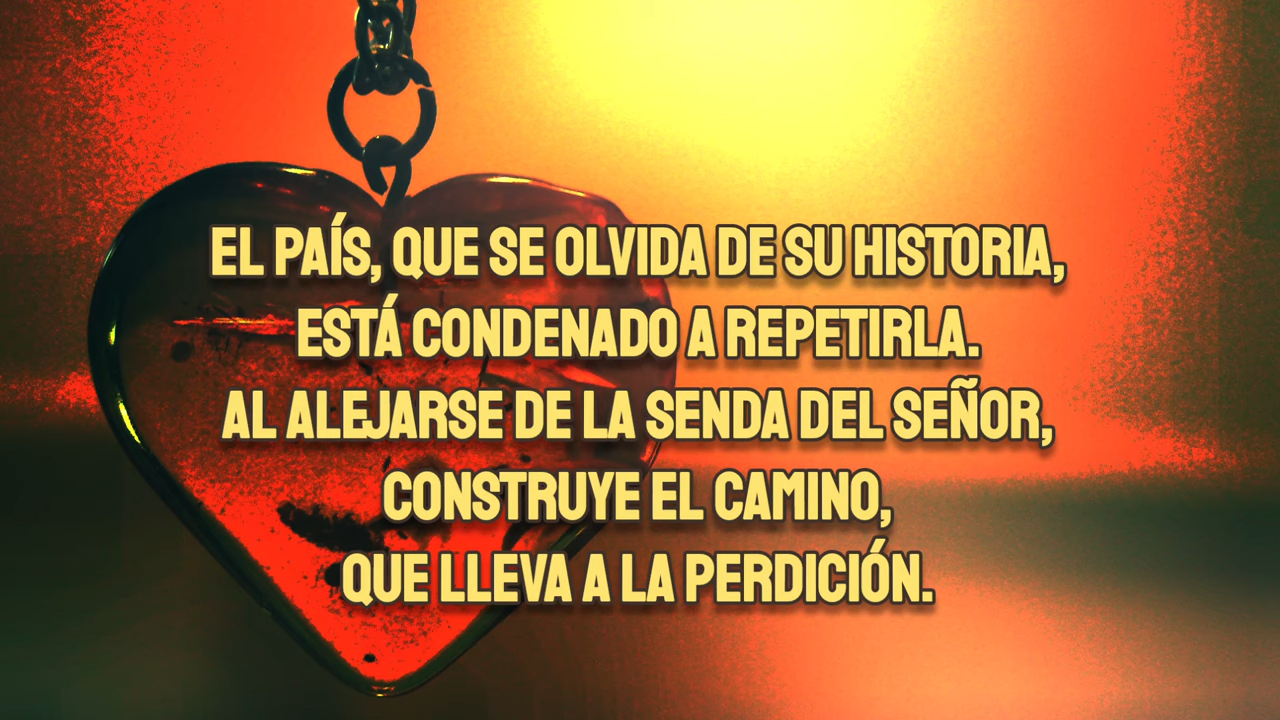 EL PAÍS, QUE SE OLVIDA DE SU HISTORIA,
ESTÁ CONDENADO A REPETIRLA.
AL ALEJARSE DE LA SENDA DEL SEÑOR,
CONSTRUYE EL CAMINO,
QUE LLEVA A LA PERDICIÓN.